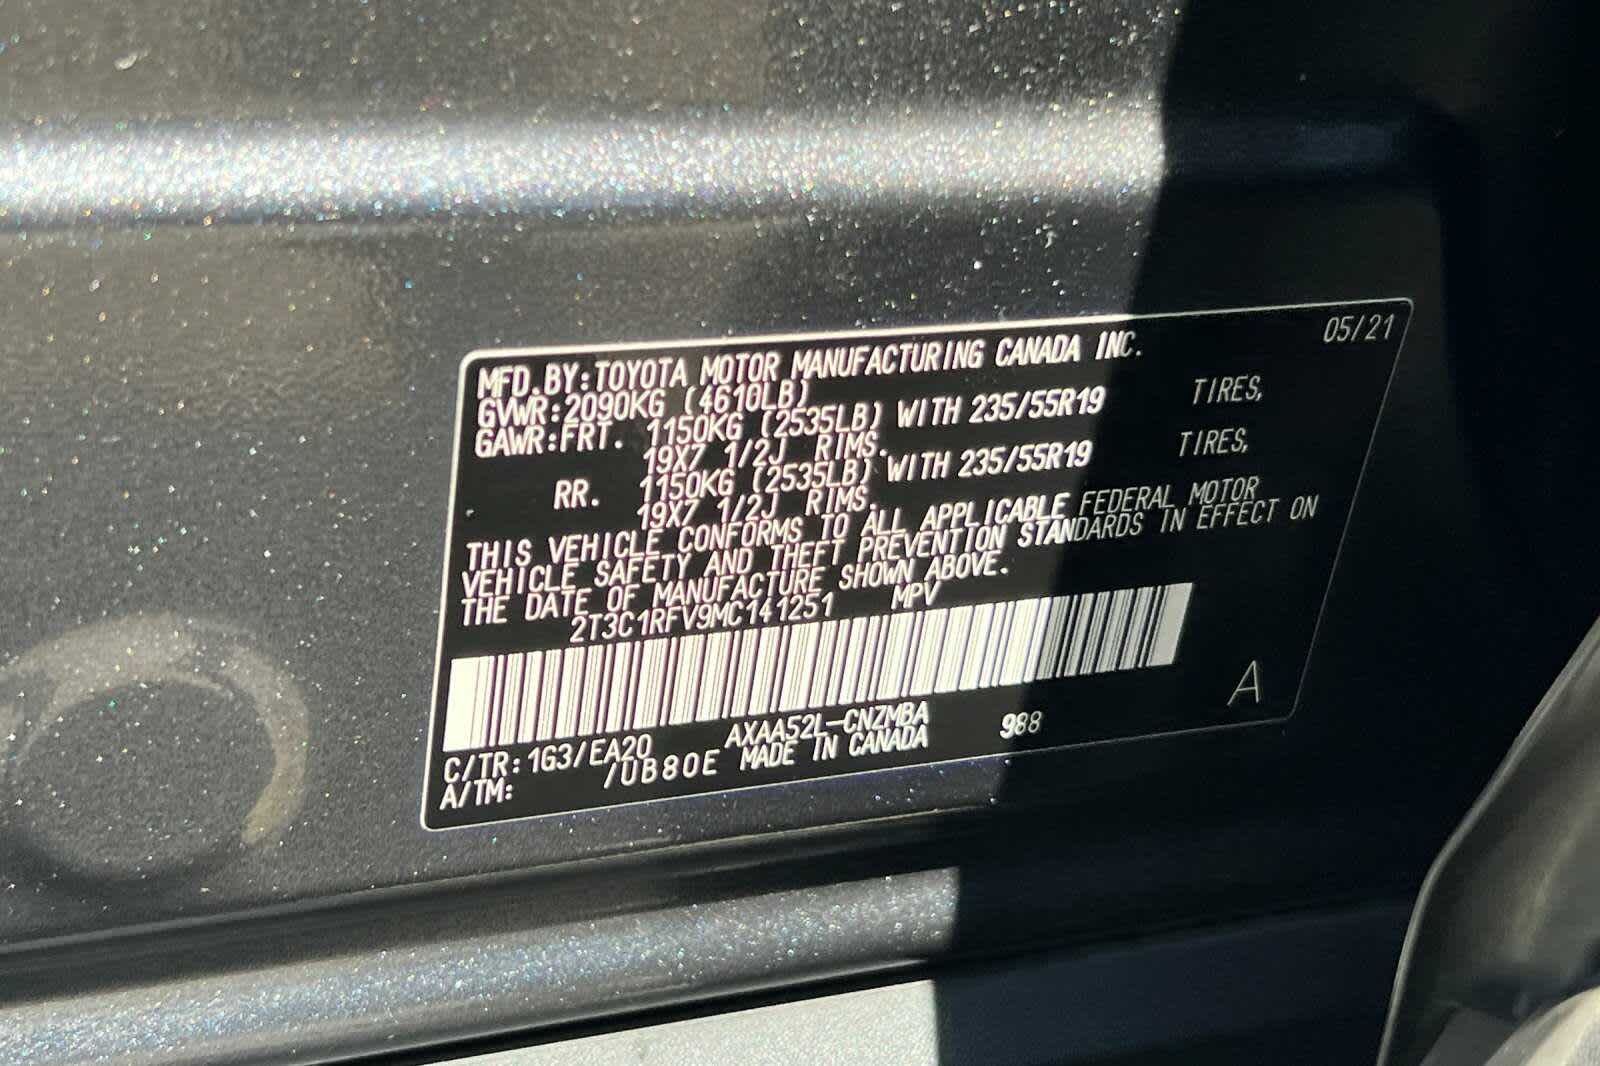 05/21
MFD.BY:TOYOTA MOTOR MANUFACTURING CANADA INC.
GVWR:2090KG (4610LB)
GAWR:FRT. 1150KG (2535LB) WITH 235/55R19 TIRES,
19X7 1/2J RIMS.
RR. 1150KG (2535LB) WITH 235/55R19 TIRES,
19X7 1/2J RIMS.
THIS VEHICLE CONFORMS TO ALL APPLICABLE FEDERAL MOTOR
VEHICLE SAFETY AND THEFT PREVENTION STANDARDS IN EFFECT ON
THE DATE OF MANUFACTURE SHOWN ABOVE.
2T3C1RFV9MC141251 MPV
A
C/TR:1G3/EA20 AXAA52L-CNZMBA 988
A/TM: /UB80E MADE IN CANADA